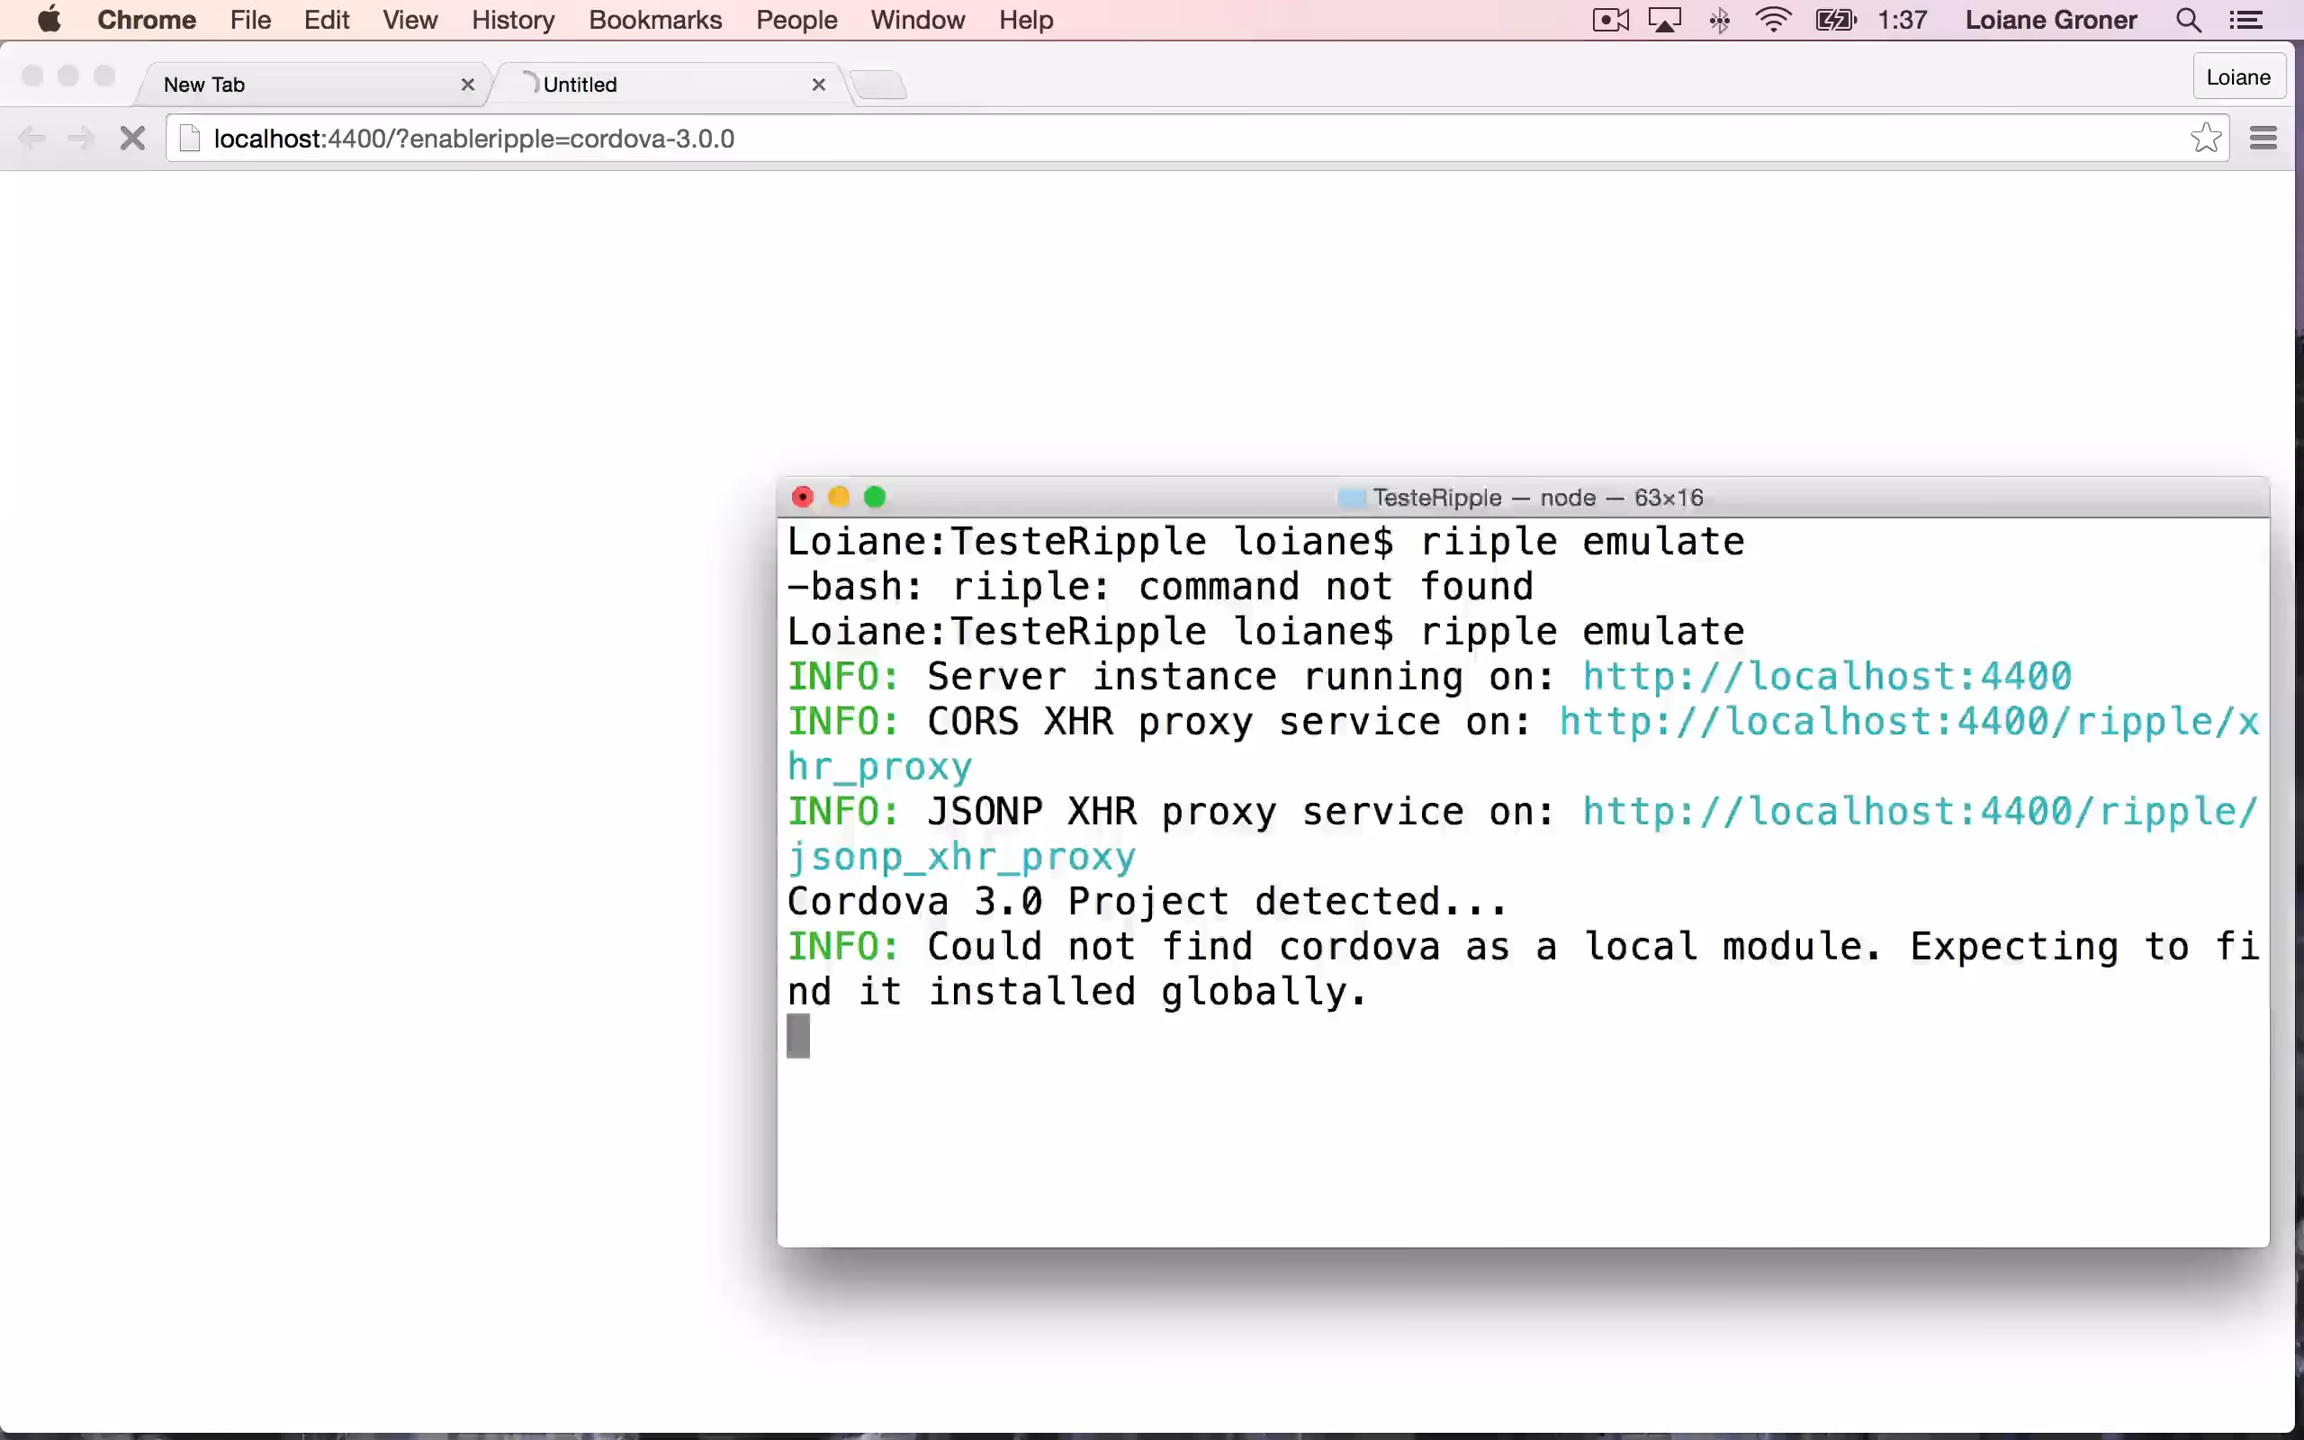 Chrome File Edit View History Bookmarks People Window Help 1:37 Loiane Groner
New Tab Untitled Loiane
localhost:4400/?enableripple=cordova-3.0.0
TesteRipple — node — 63×16
Loiane:TesteRipple loiane$ riiple emulate
-bash: riiple: command not found
Loiane:TesteRipple loiane$ ripple emulate
INFO: Server instance running on: http://localhost:4400
INFO: CORS XHR proxy service on: http://localhost:4400/ripple/x
hr_proxy
INFO: JSONP XHR proxy service on: http://localhost:4400/ripple/
jsonp_xhr_proxy
Cordova 3.0 Project detected...
INFO: Could not find cordova as a local module. Expecting to fi
nd it installed globally.